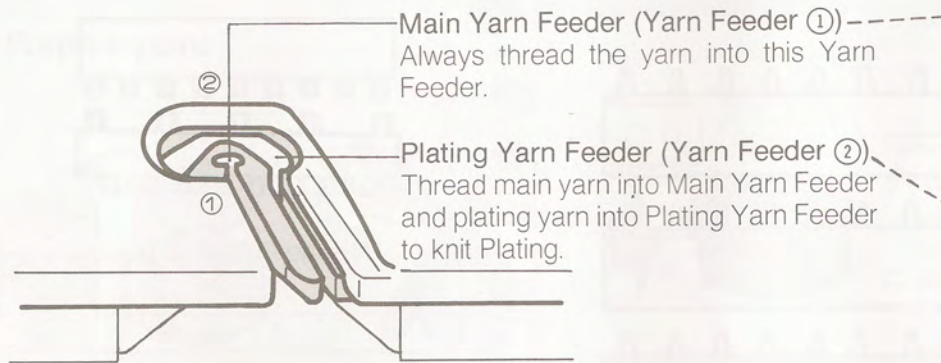 Main Yarn Feeder (Yarn Feeder ①)
Always thread the yarn into this Yarn
Feeder.
②
Plating Yarn Feeder (Yarn Feeder ②)
Thread main yarn into Main Yarn Feeder
①
and plating yarn into Plating Yarn Feeder
to knit Plating.